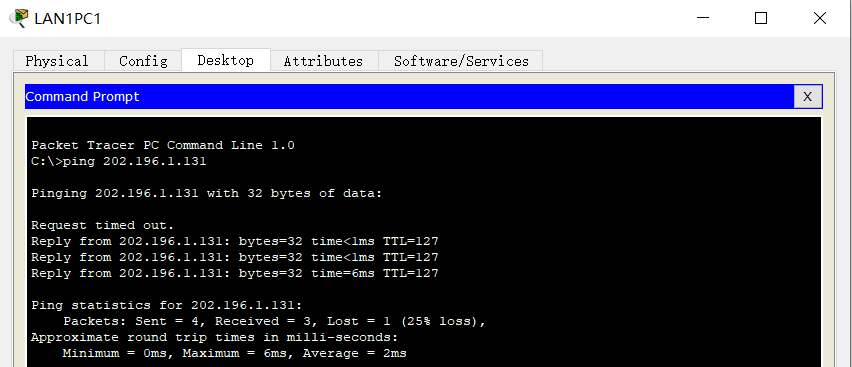 LAN1PC1
Physical Config Desktop Attributes Software/Services
Command Prompt X
Packet Tracer PC Command Line 1.0
C:\>ping 202.196.1.131
Pinging 202.196.1.131 with 32 bytes of data:
Request timed out.
Reply from 202.196.1.131: bytes=32 time<1ms TTL=127
Reply from 202.196.1.131: bytes=32 time<1ms TTL=127
Reply from 202.196.1.131: bytes=32 time=6ms TTL=127
Ping statistics for 202.196.1.131:
Packets: Sent = 4, Received = 3, Lost = 1 (25% loss),
Approximate round trip times in milli-seconds:
Minimum = 0ms, Maximum = 6ms, Average = 2ms